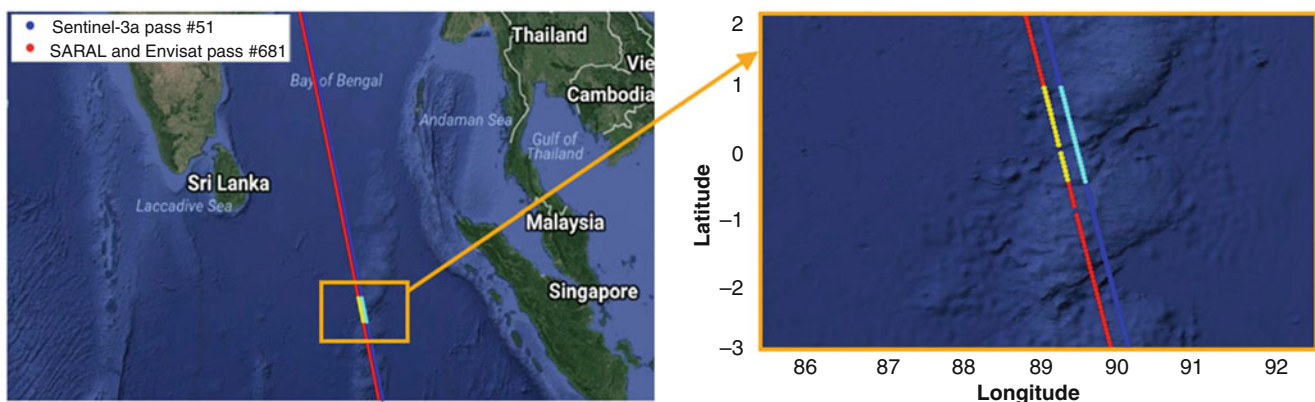 Sentinel-3a pass #51
SARAL and Envisat pass #681
Bay of Bengal
Thailand
Vie
Cambodia
Andaman Sea
Gulf of
Thailand
Sri Lanka
Laccadive Sea
Malaysia
Singapore
Latitude
2
1
0
–1
–2
–3
86
87
88
89
90
91
92
Longitude